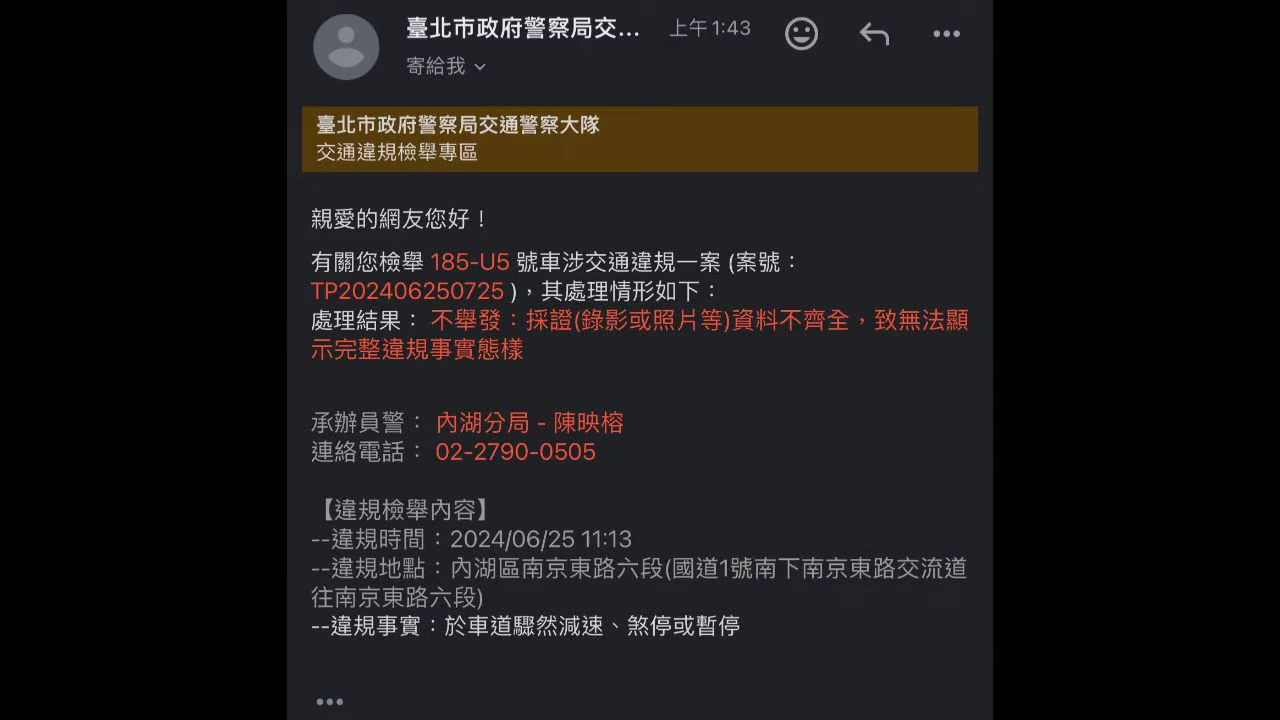 臺北市政府警察局交... 上午1:43
寄給我
臺北市政府警察局交通警察大隊
交通違規檢舉專區
親愛的網友您好！
有關您檢舉 185-U5 號車涉交通違規一案 (案號：
TP202406250725 )，其處理情形如下：
處理結果： 不舉發：採證(錄影或照片等)資料不齊全，致無法顯
示完整違規事實態樣
承辦員警： 內湖分局 - 陳映榕
連絡電話： 02-2790-0505
【違規檢舉內容】
--違規時間：2024/06/25 11:13
--違規地點：內湖區南京東路六段(國道1號南下南京東路交流道
往南京東路六段)
--違規事實：於車道驟然減速、煞停或暫停